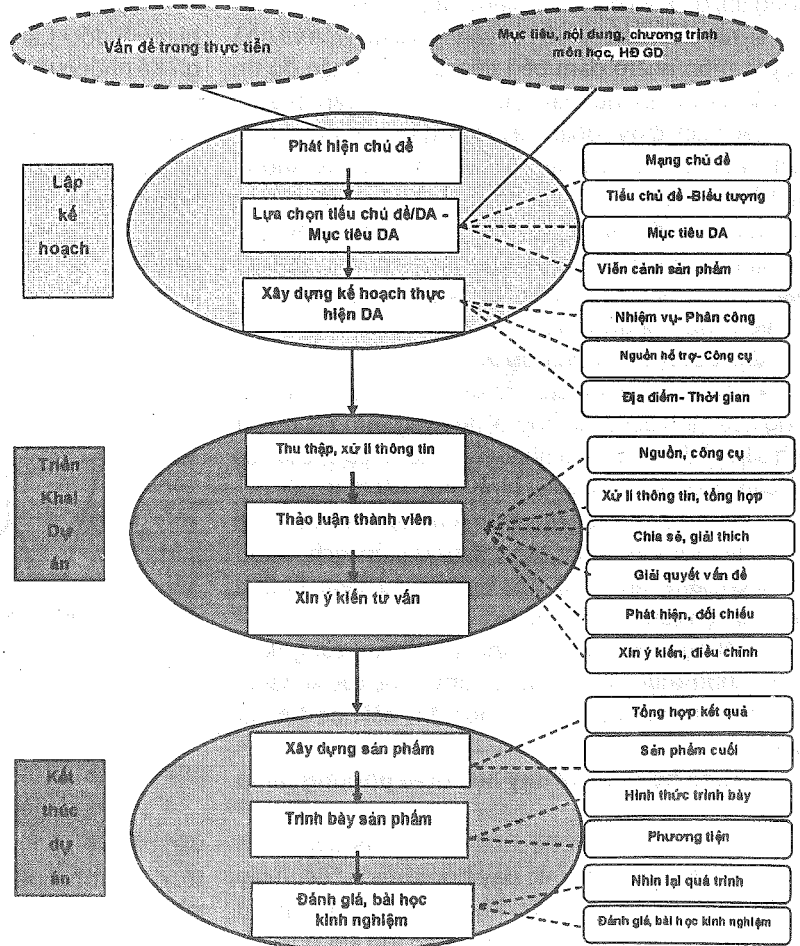 Vấn đề trong thực tiễn
Mục tiêu, nội dung, chương trình
môn học, HĐ GD
Lập
kế
hoạch
Phát hiện chủ đề
Lựa chọn tiểu chủ đề/DA -
Mục tiêu DA
Xây dựng kế hoạch thực
hiện DA
Mạng chủ đề
Tiểu chủ đề -Biểu tượng
Mục tiêu DA
Viễn cảnh sản phẩm
Nhiệm vụ- Phân công
Nguồn hỗ trợ- Công cụ
Địa điểm- Thời gian
Triển
Khai
Dự
án
Thu thập, xử lí thông tin
Thảo luận thành viên
Xin ý kiến tư vấn
Nguồn, công cụ
Xử lí thông tin, tổng hợp
Chia sẻ, giải thích
Giải quyết vấn đề
Phát hiện, đối chiếu
Xin ý kiến, điều chỉnh
Kết
thúc
dự
án
Xây dựng sản phẩm
Trình bày sản phẩm
Đánh giá, bài học
kinh nghiệm
Tổng hợp kết quả
Sản phẩm cuối
Hình thức trình bày
Phương tiện
Nhìn lại quá trình
Đánh giá, bài học kinh nghiệm